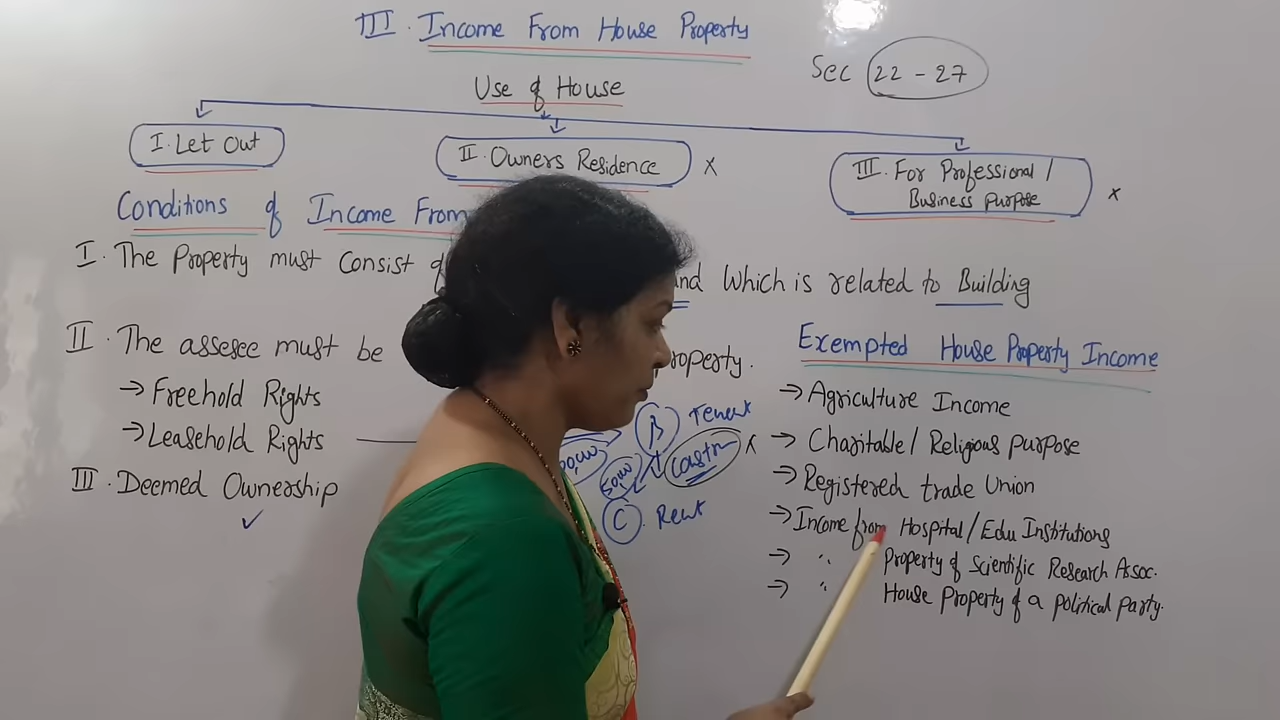 III. Income From House Property
Sec 22 - 27
Use of House
I. Let Out
II. Owners Residence x
III. For Professional /
Business purpose x
Conditions of Income From
I. The Property must consist of
and which is related to Building
II. The assesee must be
roperty.
→ Freehold Rights
→ Leasehold Rights
III. Deemed Ownership
✓
Tenent
50,000
x
C. Rent
Exempted House Property Income
→ Agriculture Income
→ Charitable/ Religious purpose
→ Registered trade Union
→ Income from Hospital/Edu Institutions
→ " Property of Scientific Research Assoc.
→ " House Property of a political party.